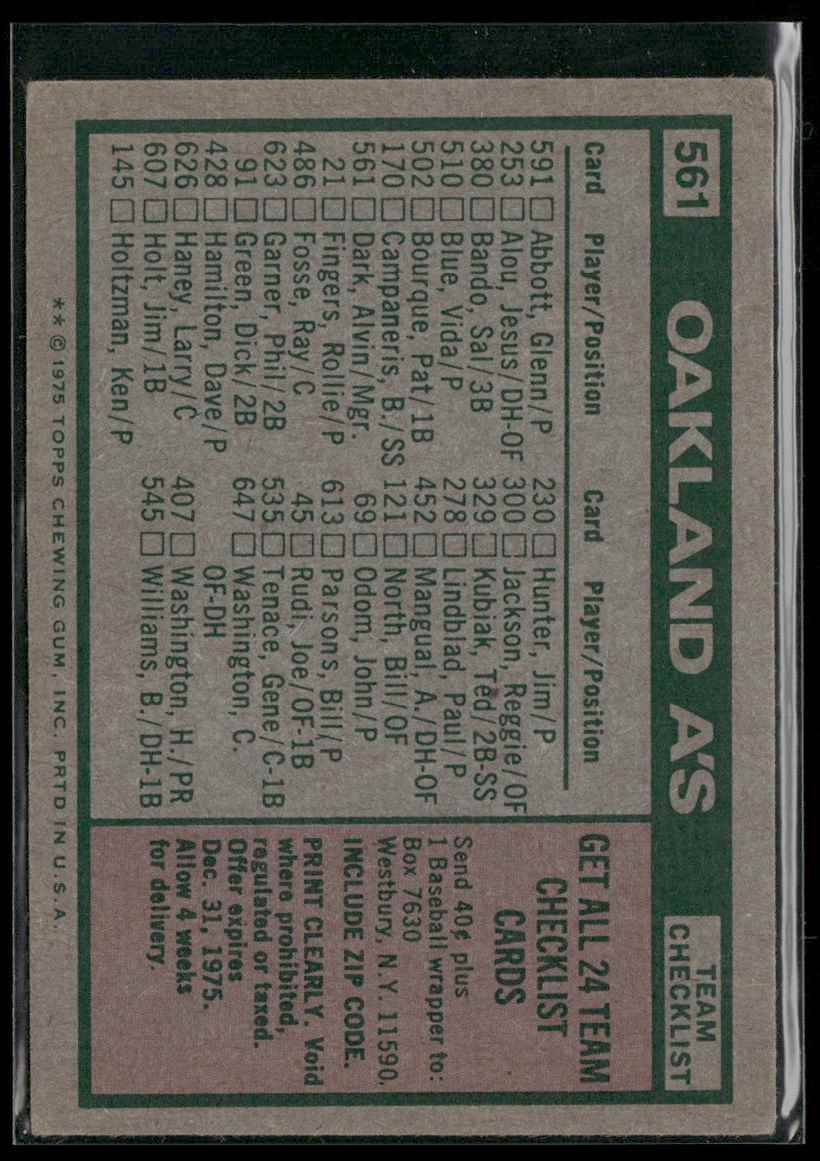 561 OAKLAND A'S TEAM CHECKLIST
Card Player/Position
591 □ Abbott, Glenn/P
253 □ Alou, Jesus/DH-OF
380 □ Bando, Sal/3B
510 □ Blue, Vida/P
502 □ Bourque, Pat/1B
170 □ Campaneris, B./SS
561 □ Dark, Alvin/Mgr.
21 □ Fingers, Rollie/P
486 □ Fosse, Ray/C
623 □ Garner, Phil/2B
91 □ Green, Dick/2B
428 □ Hamilton, Dave/P
626 □ Haney, Larry/C
607 □ Holt, Jim/1B
145 □ Holtzman, Ken/P
Card Player/Position
230 □ Hunter, Jim/P
300 □ Jackson, Reggie/OF
329 □ Kubiak, Ted/2B-SS
278 □ Lindblad, Paul/P
452 □ Mangual, A./DH-OF
121 □ North, Bill/OF
69 □ Odom, John/P
613 □ Parsons, Bill/P
45 □ Rudi, Joe/OF-1B
535 □ Tenace, Gene/C-1B
647 □ Washington, C.
OF-DH
407 □ Washington, H./PR
545 □ Williams, B./DH-1B
GET ALL 24 TEAM
CHECKLIST
CARDS
Send 40¢ plus
1 Baseball wrapper to:
Box 7630
Westbury, N.Y. 11590.
INCLUDE ZIP CODE.
PRINT CLEARLY. Void
where prohibited,
regulated or taxed.
Offer expires
Dec. 31, 1975.
Allow 4 weeks
for delivery.
** © 1975 TOPPS CHEWING GUM, INC. PRTD IN U.S.A.